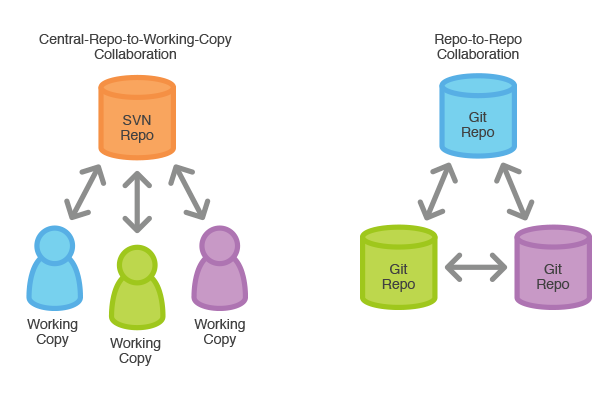 Central-Repo-to-Working-Copy
Collaboration
SVN
Repo
Working
Copy
Working
Copy
Working
Copy
Repo-to-Repo
Collaboration
Git
Repo
Git
Repo
Git
Repo